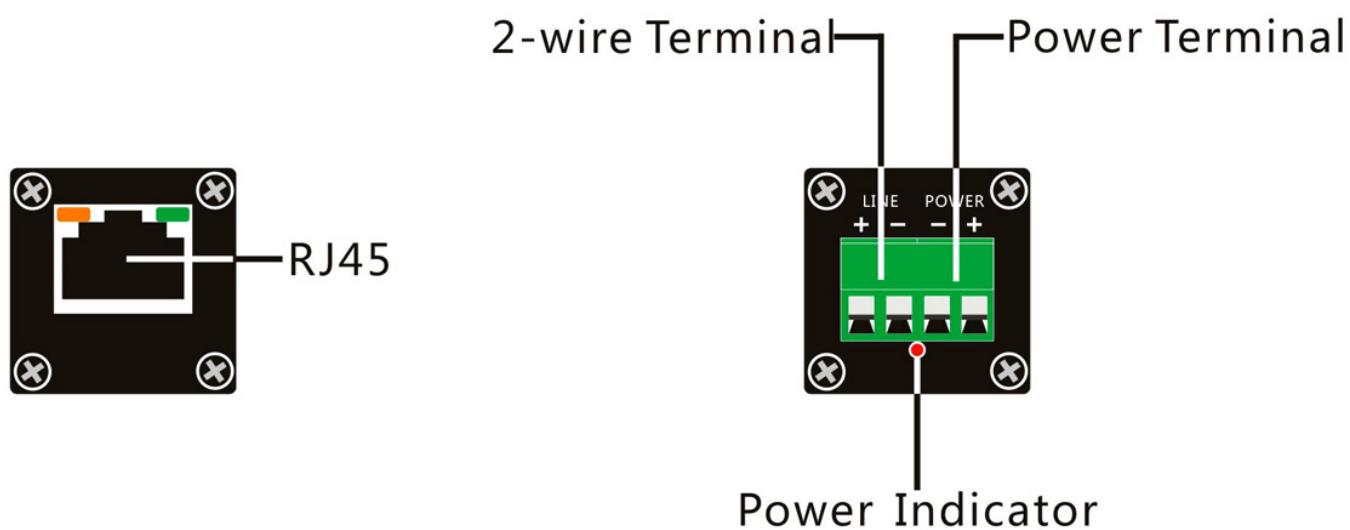 2-wire Terminal
Power Terminal
LINE POWER
+ − − +
RJ45
Power Indicator